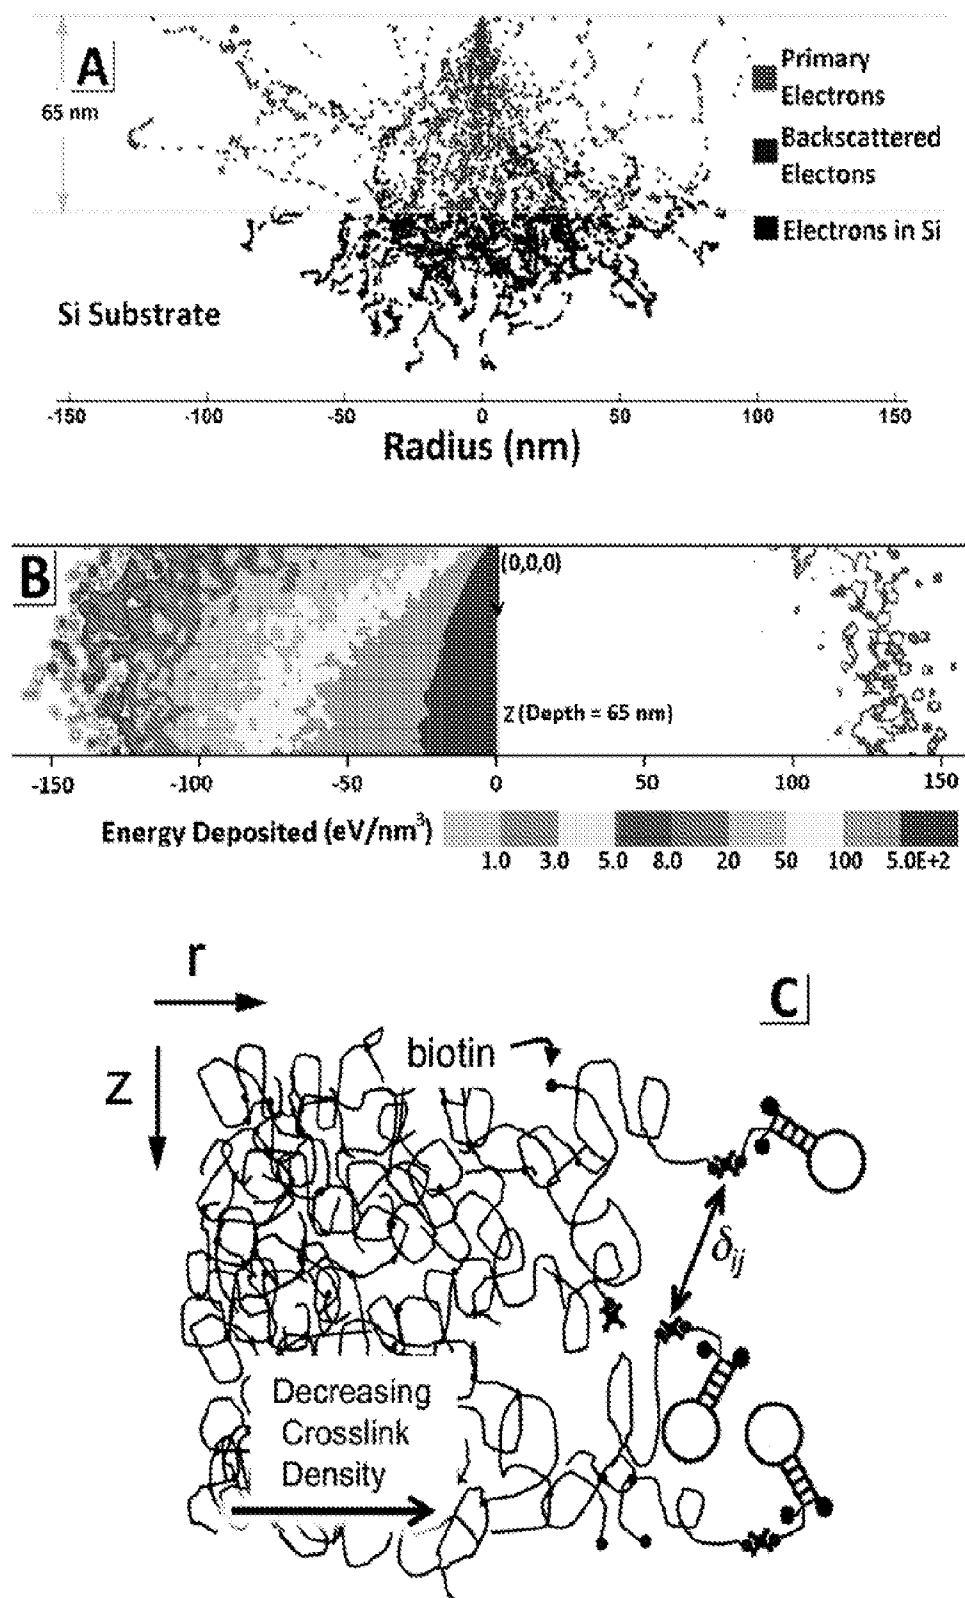 A
65 nm
Primary
Electrons
Backscattered
Electons
Electrons in Si
Si Substrate
-150 -100 -50 0 50 100 150
Radius (nm)
B
(0,0,0)
Z (Depth = 65 nm)
-150 -100 -50 0 50 100 150
Energy Deposited (eV/nm³)
1.0 3.0 5.0 8.0 20 50 100 5.0E+2
r
C
biotin
Z
δij
Decreasing
Crosslink
Density